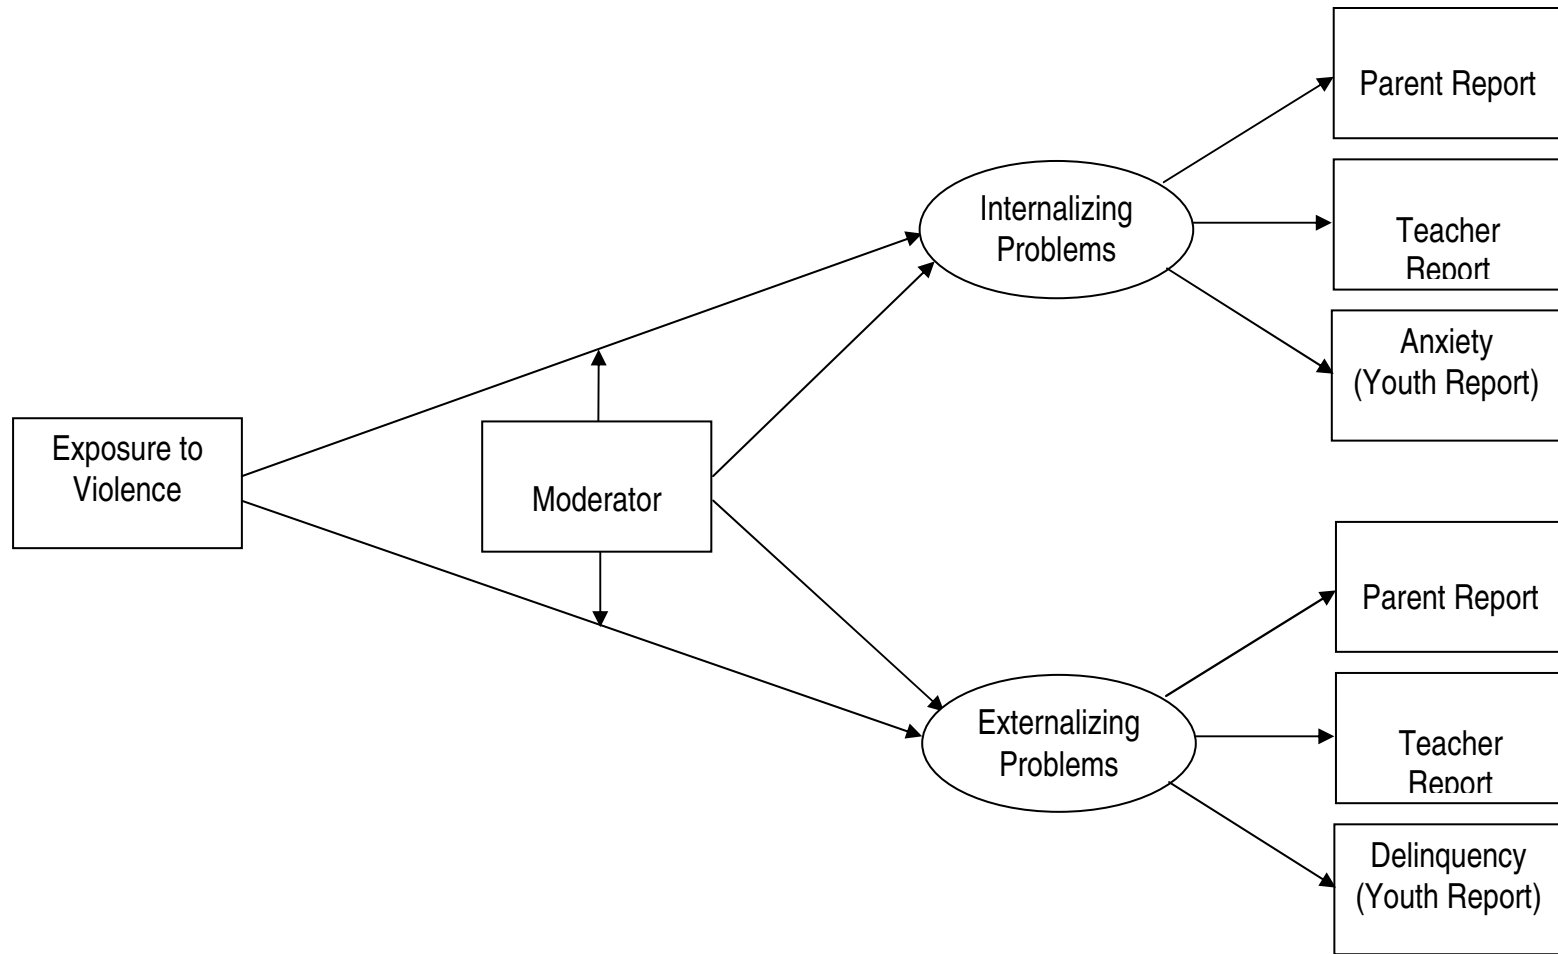 Parent Report
Internalizing
Problems
Teacher
Report
Anxiety
(Youth Report)
Exposure to
Violence
Moderator
Parent Report
Externalizing
Problems
Teacher
Report
Delinquency
(Youth Report)